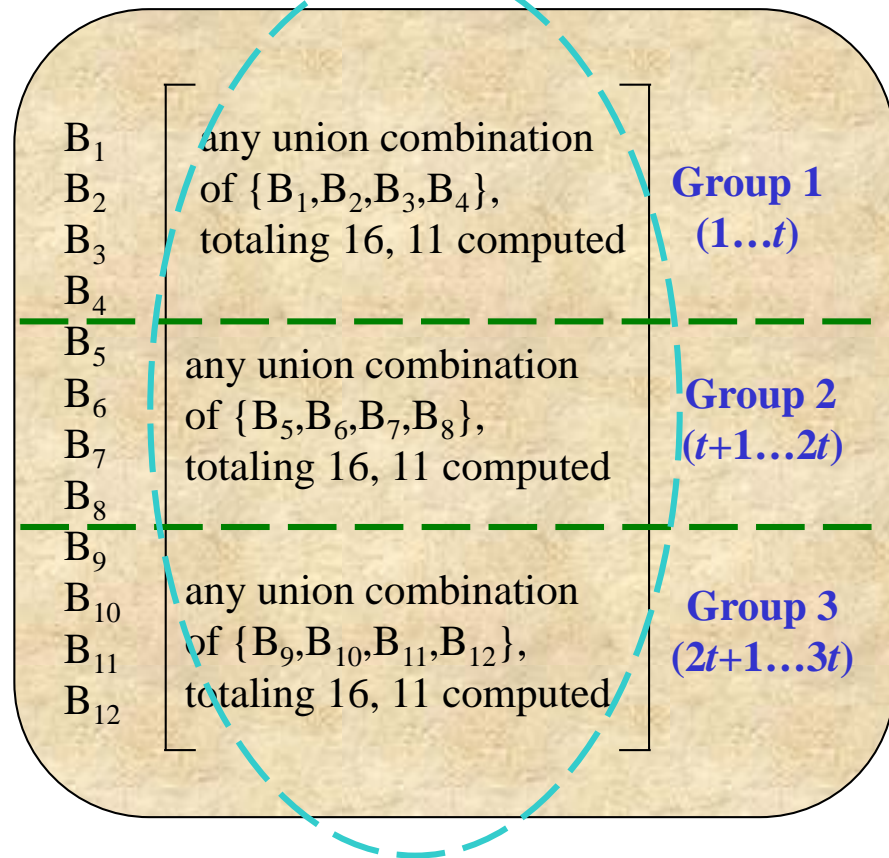 B₁
B₂
B₃
B₄
B₅
B₆
B₇
B₈
B₉
B₁₀
B₁₁
B₁₂
any union combination
of {B₁,B₂,B₃,B₄},
totaling 16, 11 computed
Group 1
(1…t)
any union combination
of {B₅,B₆,B₇,B₈},
totaling 16, 11 computed
Group 2
(t+1…2t)
any union combination
of {B₉,B₁₀,B₁₁,B₁₂},
totaling 16, 11 computed
Group 3
(2t+1…3t)